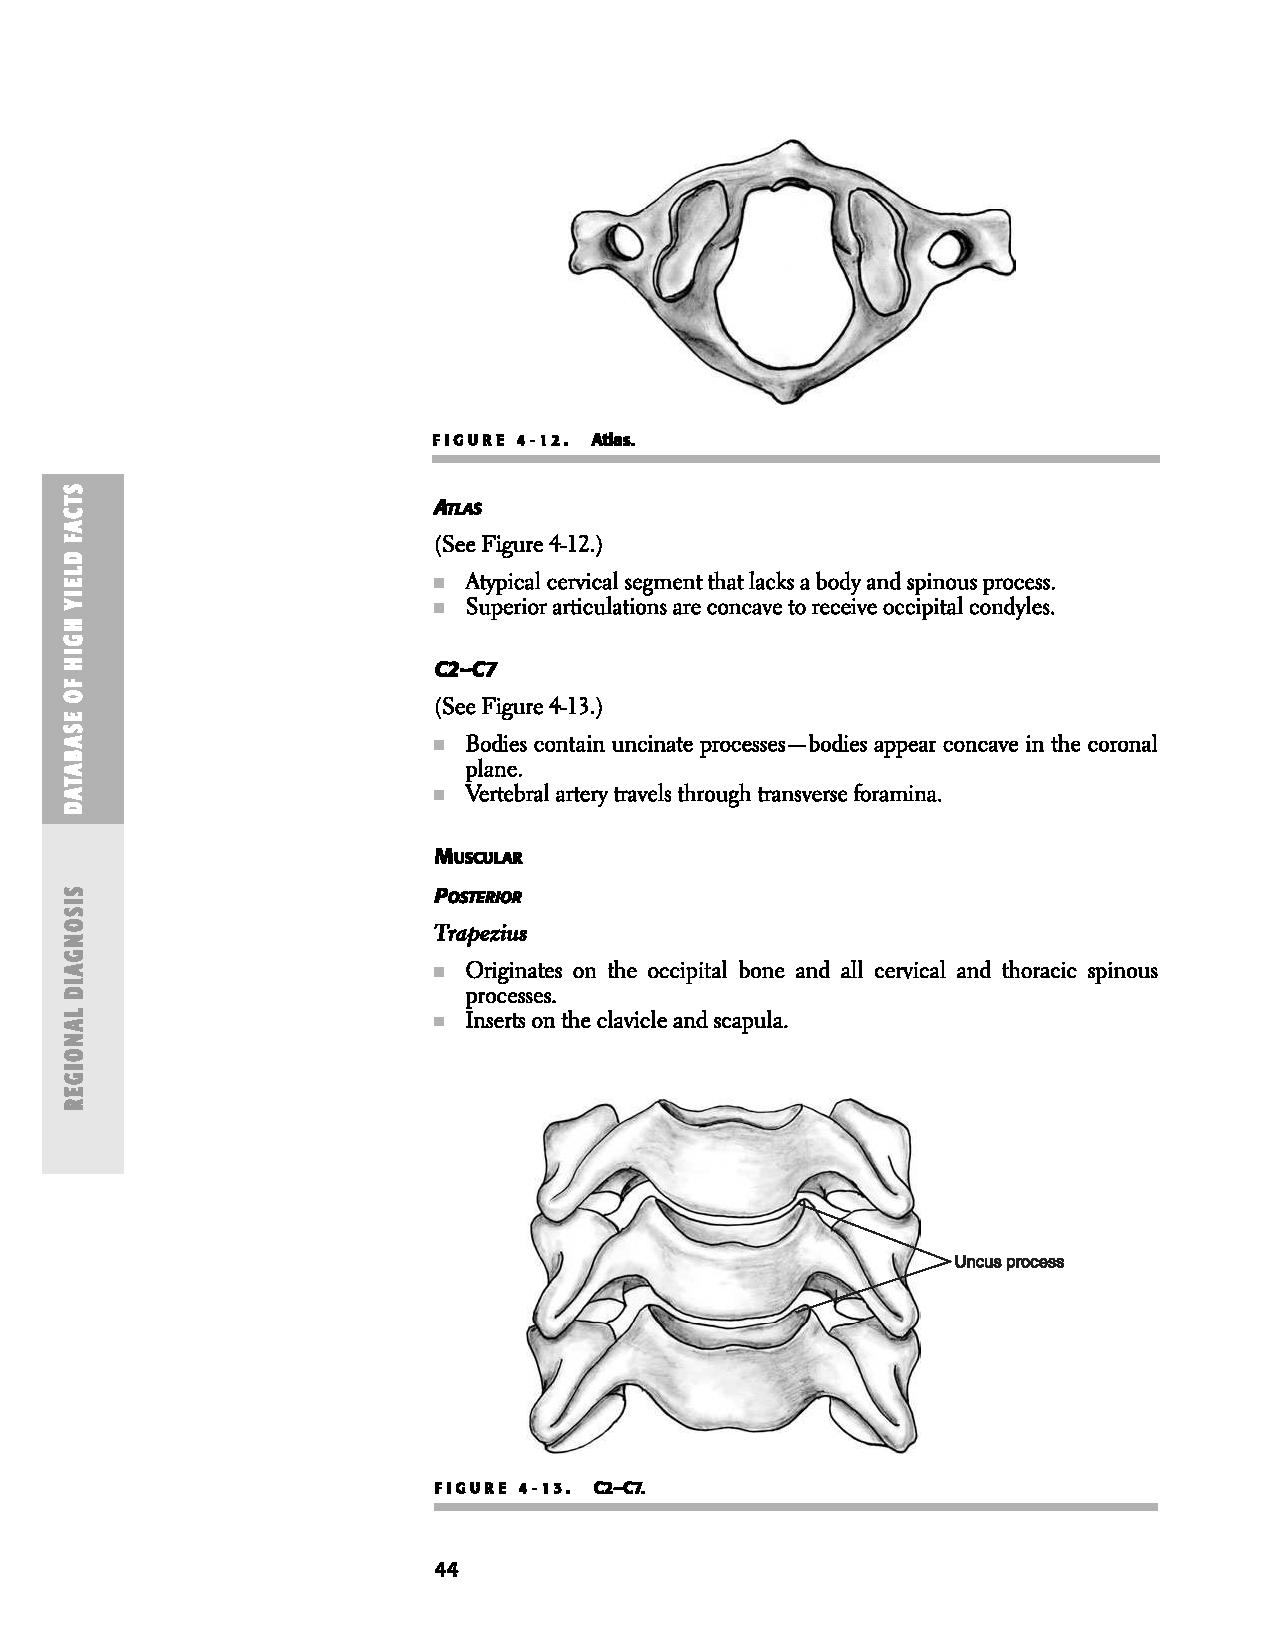 FIGURE 4-12. Atlas.
DATABASE OF HIGH YIELD FACTS
REGIONAL DIAGNOSIS
ATLAS
(See Figure 4-12.)
■ Atypical cervical segment that lacks a body and spinous process.
■ Superior articulations are concave to receive occipital condyles.
C2–C7
(See Figure 4-13.)
■ Bodies contain uncinate processes—bodies appear concave in the coronal
plane.
■ Vertebral artery travels through transverse foramina.
MUSCULAR
POSTERIOR
Trapezius
■ Originates on the occipital bone and all cervical and thoracic spinous
processes.
■ Inserts on the clavicle and scapula.
Uncus process
FIGURE 4-13. C2–C7.
44